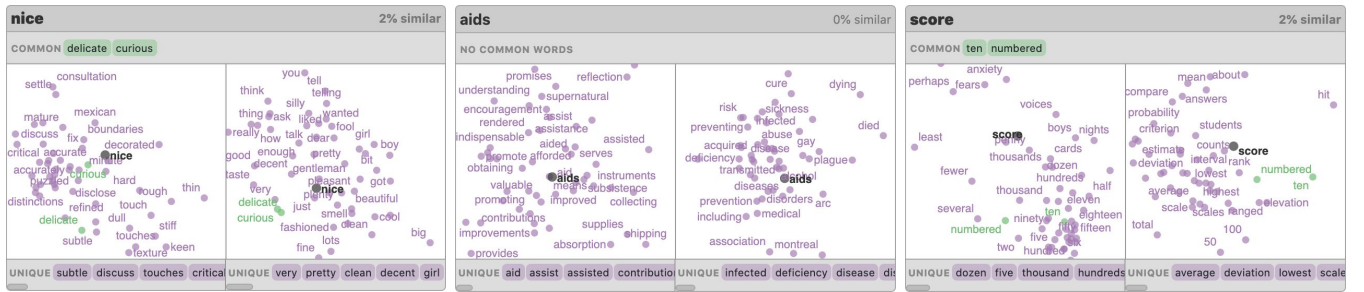 nice
2% similar
COMMON delicate curious
consultation
settle
mexican
mature
boundaries
discuss
fix
decorated
critical accurate
nice
curious
accurately
puzzled
hard
disclose
rough
thin
distinctions
refined
touch
delicate
dull
stiff
subtle
touches
keen
texture
you
tell
think
telling
silly
thing
ask
liked
wanted
fool
really
how
talk
dear
girl
enough
pretty
boy
good
decent
bit
gentleman
taste
pleasant
got
very
nice
plenty
beautiful
delicate
just
curious
smell
cool
clean
fashioned
lots
big
fine
UNIQUE subtle discuss touches critical
UNIQUE very pretty clean decent girl
aids
0% similar
NO COMMON WORDS
promises
reflection
understanding
supernatural
encouragement
assist
rendered
assistance
indispensable
assisted
aided
promote
afforded
serves
obtaining
aid
aids
instruments
means
subsistence
valuable
improved
promoting
collecting
contributions
supplies
improvements
shipping
absorption
provides
cure
dying
risk
sickness
infected
preventing
died
abuse
gay
acquired
disease
deficiency
plague
transmitted
alcohol
aids
diseases
prevention
disorders
arc
including
medical
association
montreal
UNIQUE aid assist assisted contribution
UNIQUE infected deficiency disease dis
score
2% similar
COMMON ten numbered
anxiety
perhaps
fears
voices
score
boys
nights
least
cards
thousands
dozen
fewer
hundreds
thousand
half
several
eleven
ten
ninety
eighteen
numbered
fifteen
five
six
two
hundred
mean
about
compare
hit
answers
probability
criterion
students
counts
estimate
score
interval
rank
deviation
lowest
numbered
ten
average
highest
elevation
scale
scales
ranged
total
100
50
UNIQUE dozen five thousand hundreds
UNIQUE average deviation lowest scale